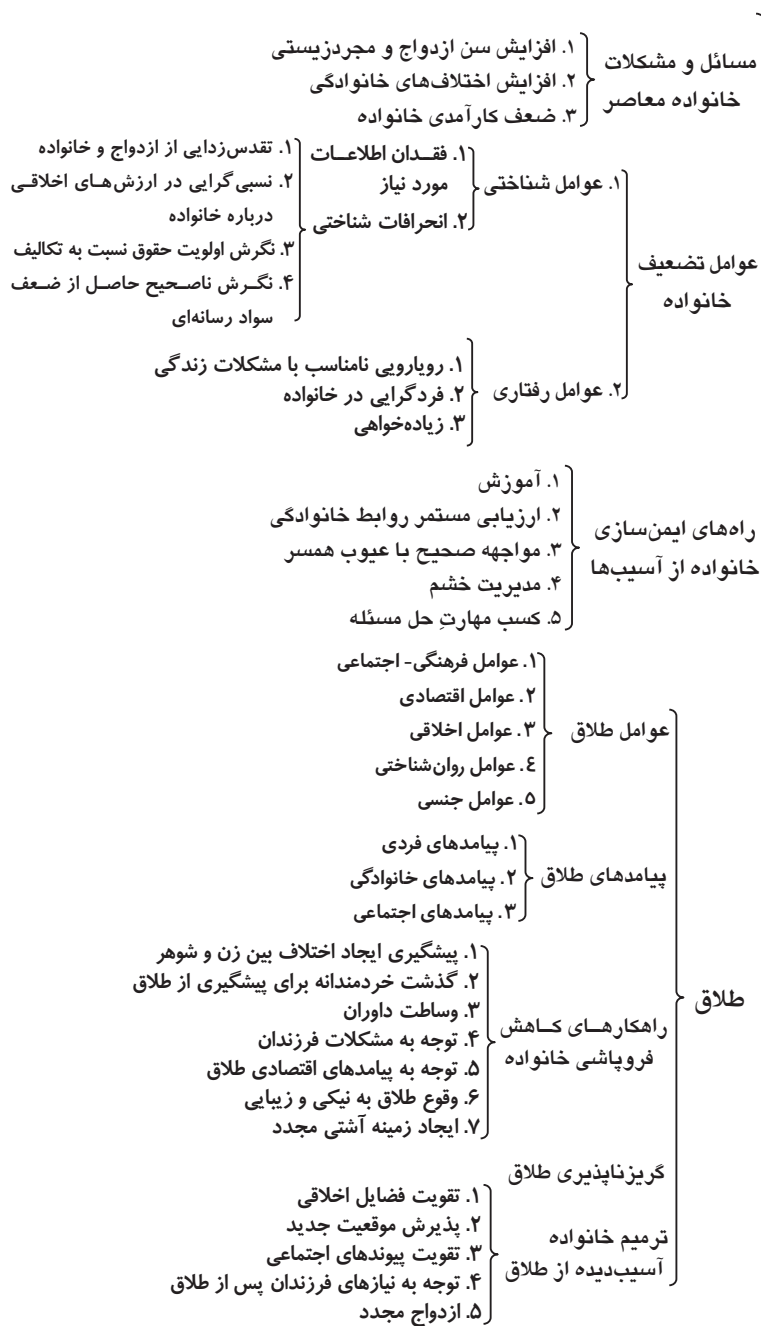 مسائل و مشکلات
خانواده معاصر
۱. افزایش سن ازدواج و مجردزیستی
۲. افزایش اختلاف‌های خانوادگی
۳. ضعف کارآمدی خانواده
عوامل تضعیف
خانواده
۱. عوامل شناختی
۱. فقدان اطلاعات
مورد نیاز
۲. انحرافات شناختی
۱. تقدس‌زدایی از ازدواج و خانواده
۲. نسبی‌گرایی در ارزش‌های اخلاقی
درباره خانواده
۳. نگرش اولویت حقوق نسبت به تکالیف
۴. نگرش ناصحیح حاصل از ضعف
سواد رسانه‌ای
۲. عوامل رفتاری
۱. رویارویی نامناسب با مشکلات زندگی
۲. فردگرایی در خانواده
۳. زیاده‌خواهی
راه‌های ایمن‌سازی
خانواده از آسیب‌ها
۱. آموزش
۲. ارزیابی مستمر روابط خانوادگی
۳. مواجهه صحیح با عیوب همسر
۴. مدیریت خشم
۵. کسب مهارتِ حل مسئله
طلاق
عوامل طلاق
۱. عوامل فرهنگی- اجتماعی
۲. عوامل اقتصادی
۳. عوامل اخلاقی
٤. عوامل روان‌شناختی
۵. عوامل جنسی
پیامدهای طلاق
۱. پیامدهای فردی
۲. پیامدهای خانوادگی
۳. پیامدهای اجتماعی
راهکارهای کاهش
فروپاشی خانواده
۱. پیشگیری ایجاد اختلاف بین زن و شوهر
۲. گذشت خردمندانه برای پیشگیری از طلاق
۳. وساطت داوران
۴. توجه به مشکلات فرزندان
۵. توجه به پیامدهای اقتصادی طلاق
۶. وقوع طلاق به نیکی و زیبایی
۷. ایجاد زمینه آشتی مجدد
گریزناپذیری طلاق
ترمیم خانواده
آسیب‌دیده از طلاق
۱. تقویت فضایل اخلاقی
۲. پذیرش موقعیت جدید
۳. تقویت پیوندهای اجتماعی
۴. توجه به نیازهای فرزندان پس از طلاق
۵. ازدواج مجدد